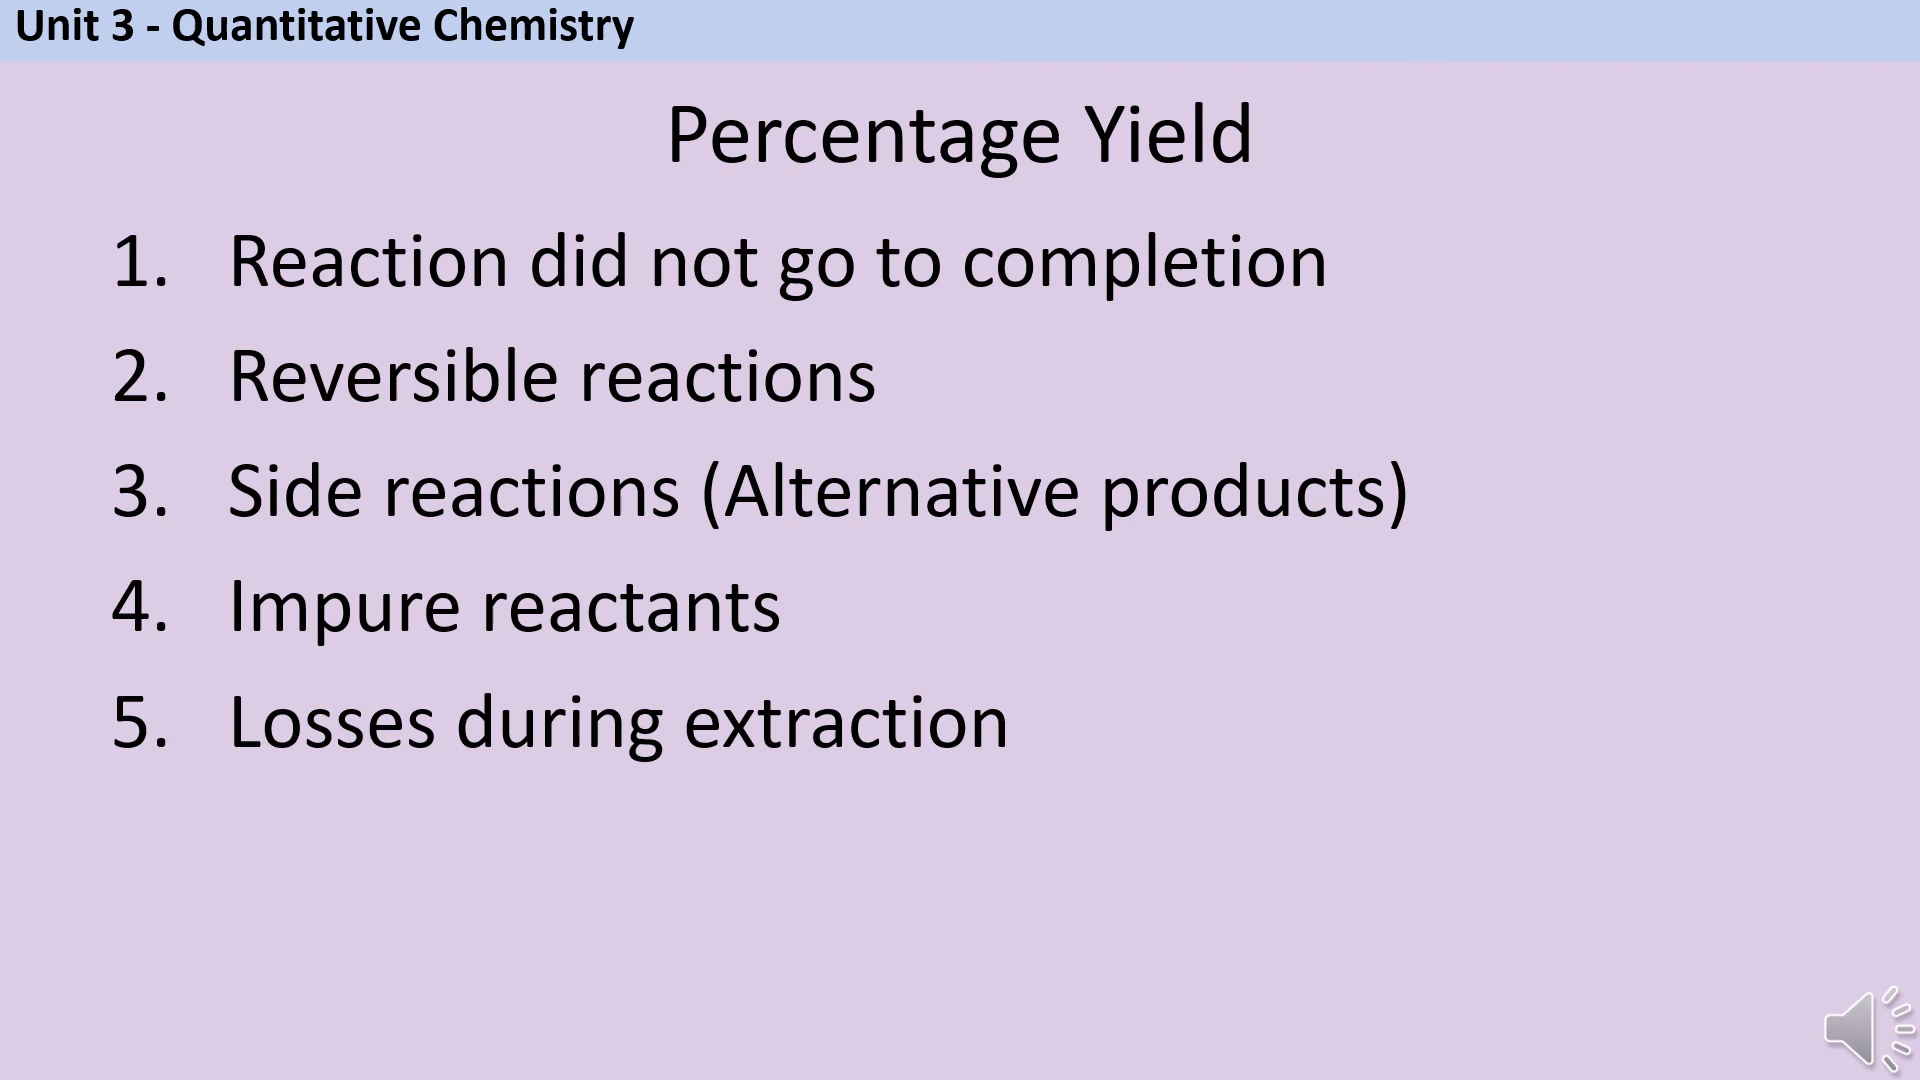 Unit 3 - Quantitative Chemistry
Percentage Yield
1. Reaction did not go to completion
2. Reversible reactions
3. Side reactions (Alternative products)
4. Impure reactants
5. Losses during extraction